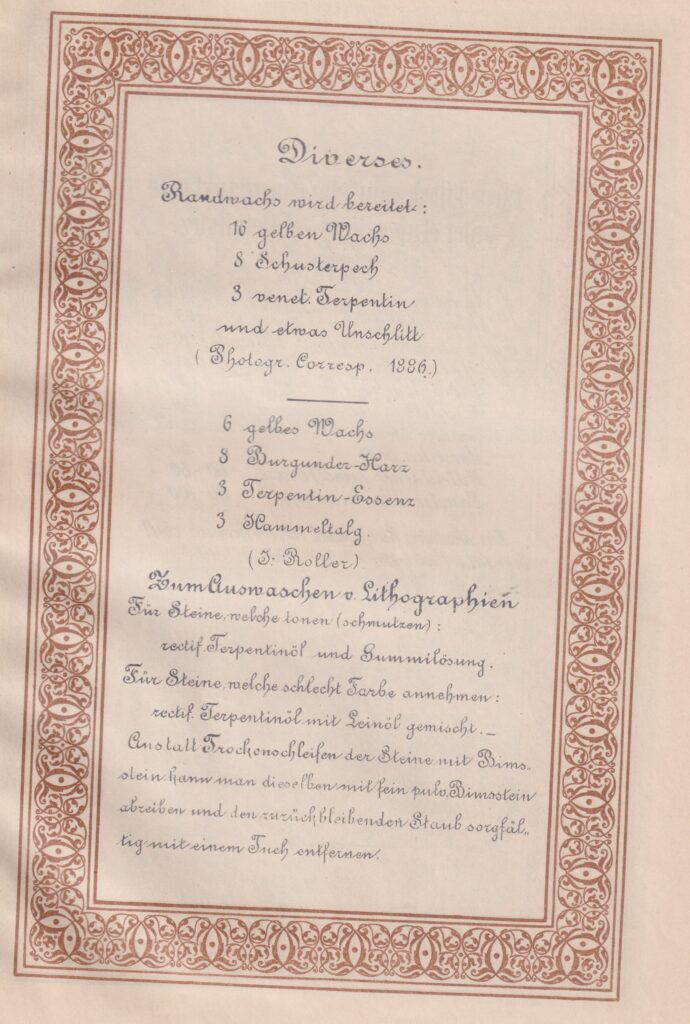 Diverses.
Randwachs wird bereitet:
16 gelben Wachs
8 Schusterpech
3 venet. Terpentin
und etwas Unschlitt
(Photogr. Corresp. 1886.)
6 gelbes Wachs
8 Burgunder-Harz
3 Terpentin-Essenz
3 Hammeltalg.
(J: Roller)
Zum Auswaschen v. Lithographien
Für Steine, welche tonen (schmutzen):
rectif. Terpentinöl und Gummilösung.
Für Steine, welche schlecht Farbe annehmen:
rectif. Terpentinöl mit Leinöl gemischt. –
Anstatt Trockenschleifen der Steine mit Bims-
stein kann man dieselben mit fein pulv. Bimsstein
abreiben und den zurückbleibenden Staub sorgfäl-
tig mit einem Tuch entfernen.